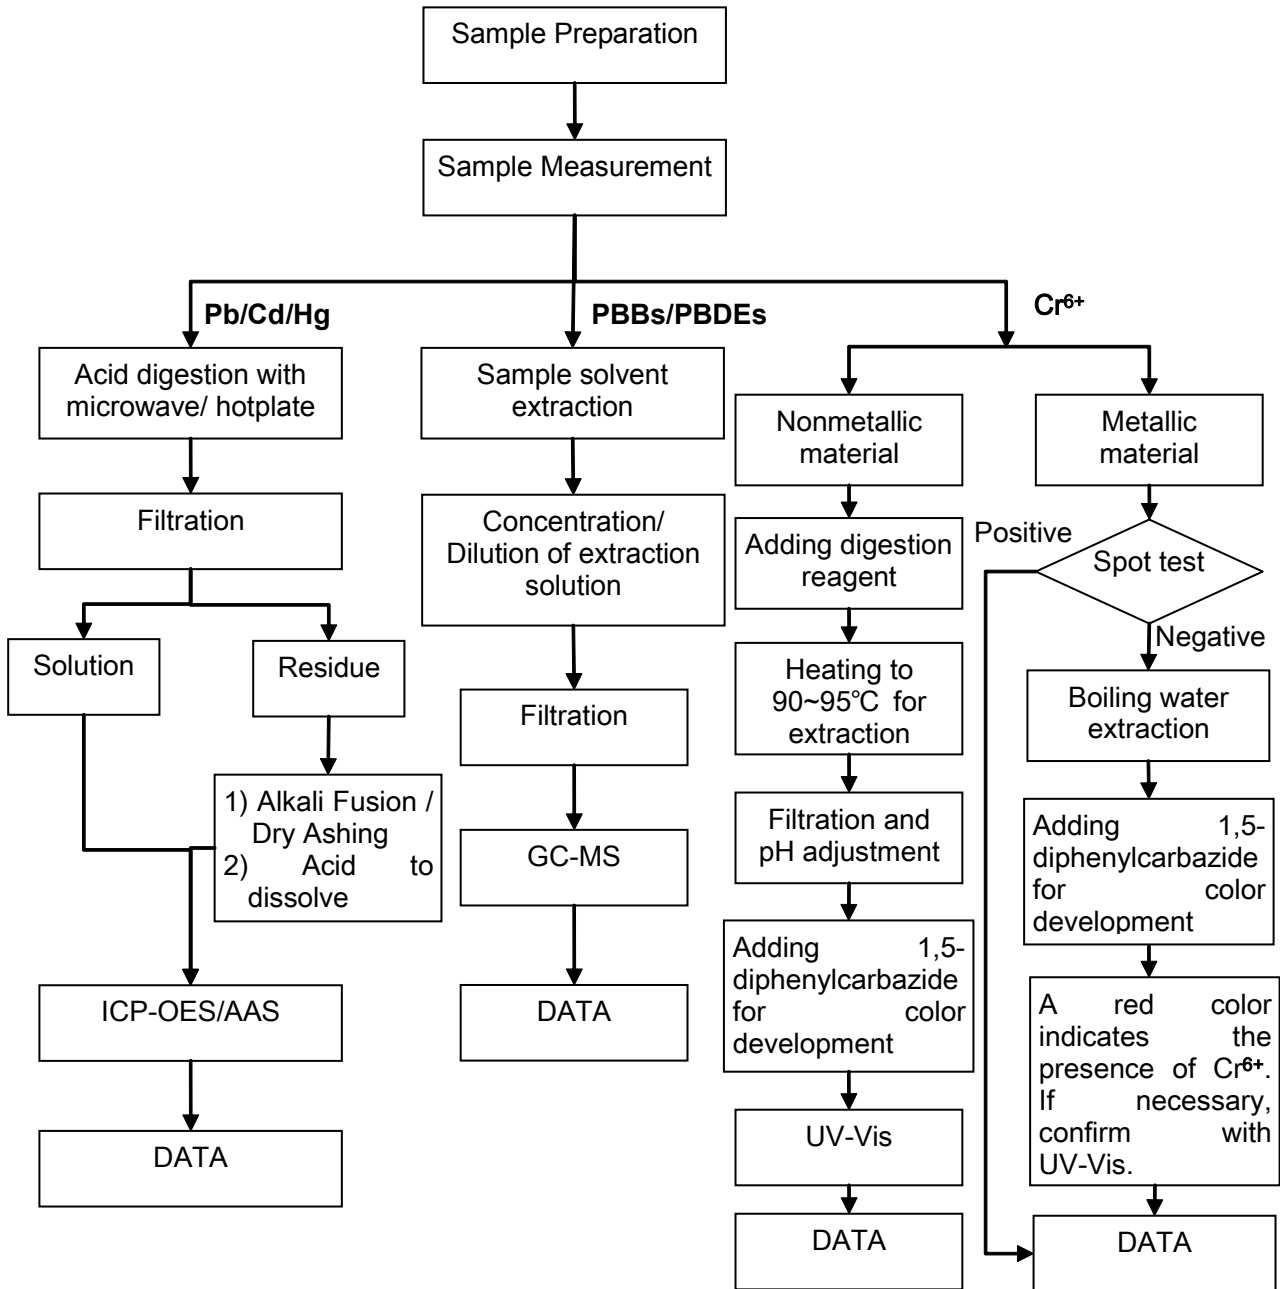 Sample Preparation
Sample Measurement
Pb/Cd/Hg
PBBs/PBDEs
Cr⁶⁺
Acid digestion with
microwave/ hotplate
Filtration
Solution
Residue
1) Alkali Fusion /
Dry Ashing
2) Acid to
dissolve
ICP-OES/AAS
DATA
Sample solvent
extraction
Concentration/
Dilution of extraction
solution
Filtration
GC-MS
DATA
Nonmetallic
material
Adding digestion
reagent
Heating to
90~95℃ for
extraction
Filtration and
pH adjustment
Adding 1,5-
diphenylcarbazide
for color
development
UV-Vis
DATA
Metallic
material
Positive
Spot test
Negative
Boiling water
extraction
Adding 1,5-
diphenylcarbazide
for color
development
A red color
indicates the
presence of Cr⁶⁺.
If necessary,
confirm with
UV-Vis.
DATA